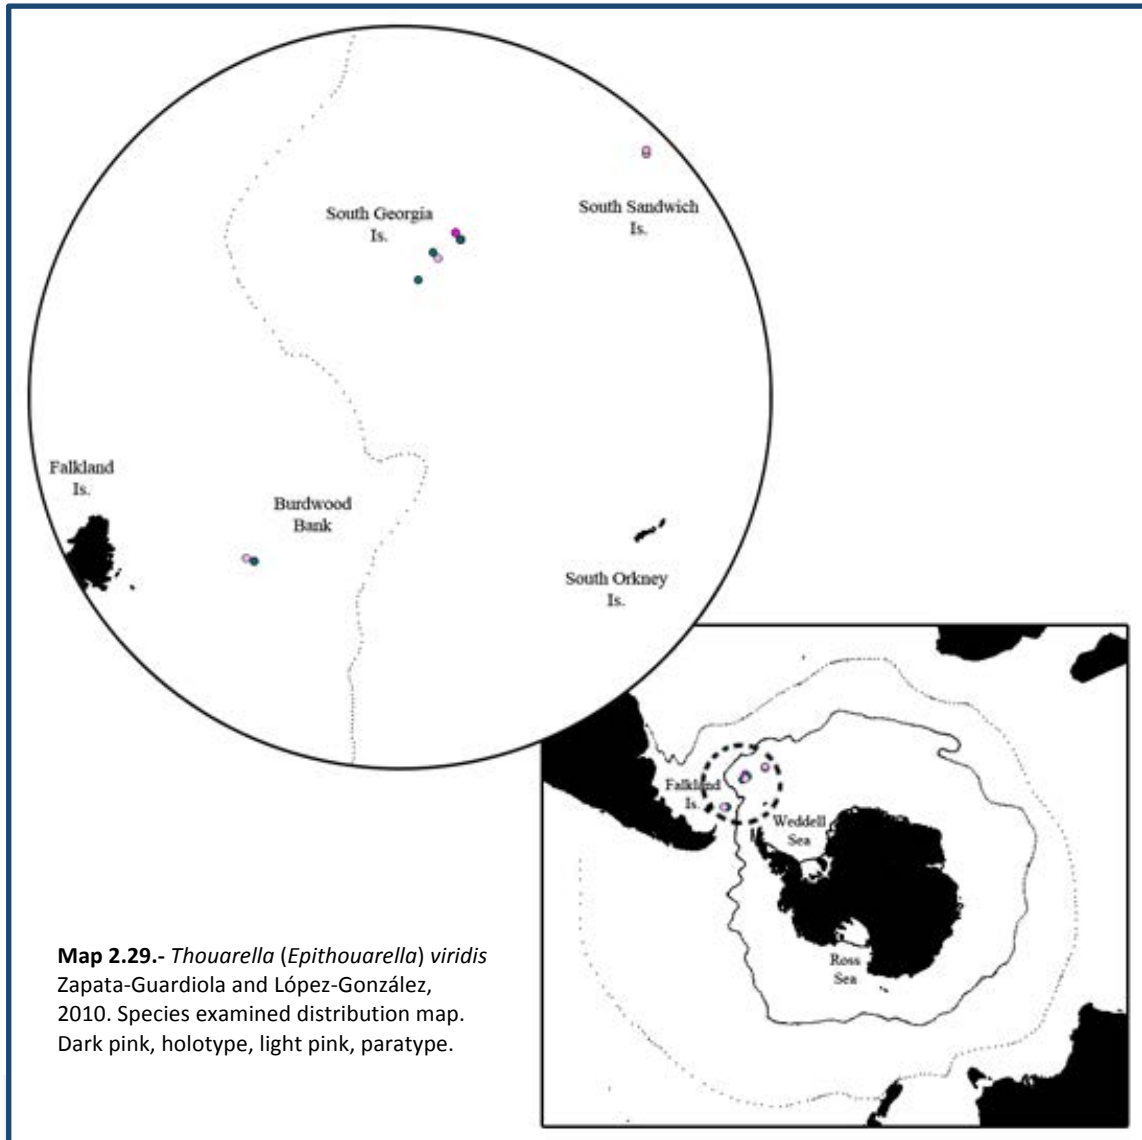 South Georgia
Is.
South Sandwich
Is.
Falkland
Is.
Burdwood
Bank
South Orkney
Is.
Falkland
Is.
Weddell
Sea
Ross
Sea
Map 2.29.- Thouarella (Epithouarella) viridis
Zapata-Guardiola and López-González,
2010. Species examined distribution map.
Dark pink, holotype, light pink, paratype.